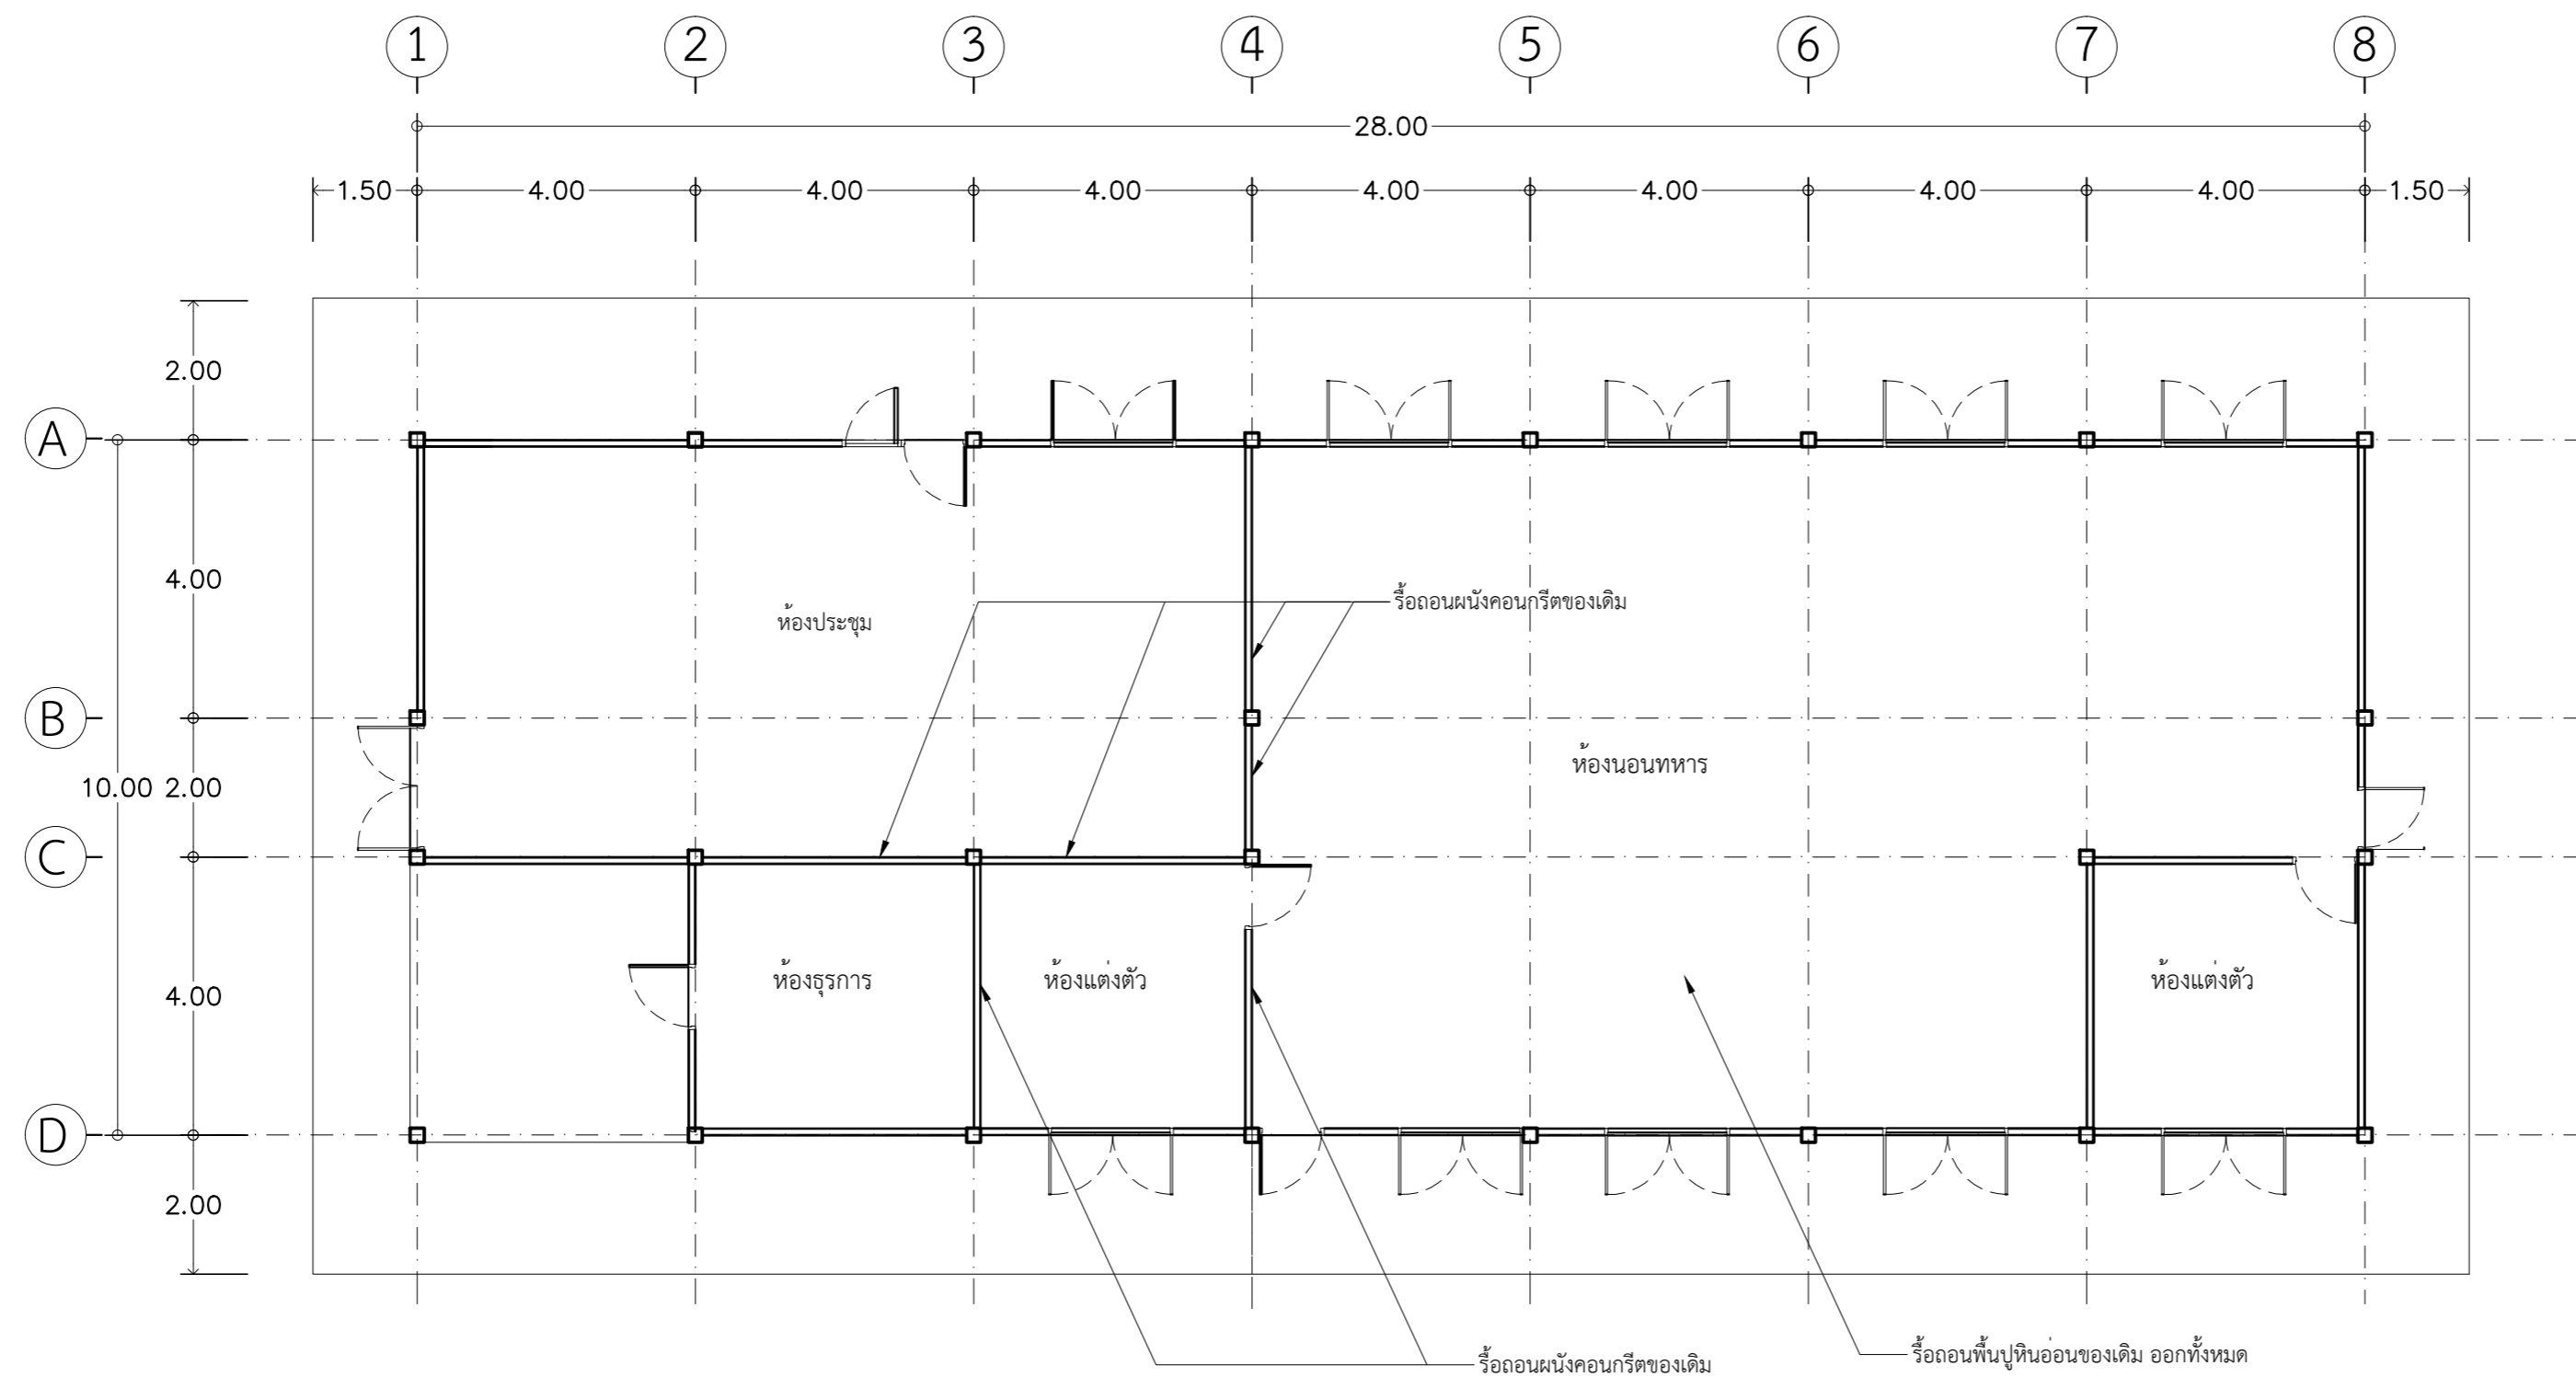 1 2 3 4 5 6 7 8
28.00
1.50 4.00 4.00 4.00 4.00 4.00 4.00 4.00 1.50
2.00
A
4.00
รื้อถอนผนังคอนกรีตของเดิม
ห้องประชุม
B
ห้องนอนทหาร
10.00 2.00
C
ห้องธุรการ ห้องแต่งตัว ห้องแต่งตัว
4.00
D
2.00
รื้อถอนพื้นปูหินอ่อนของเดิม ออกทั้งหมด
รื้อถอนผนังคอนกรีตของเดิม